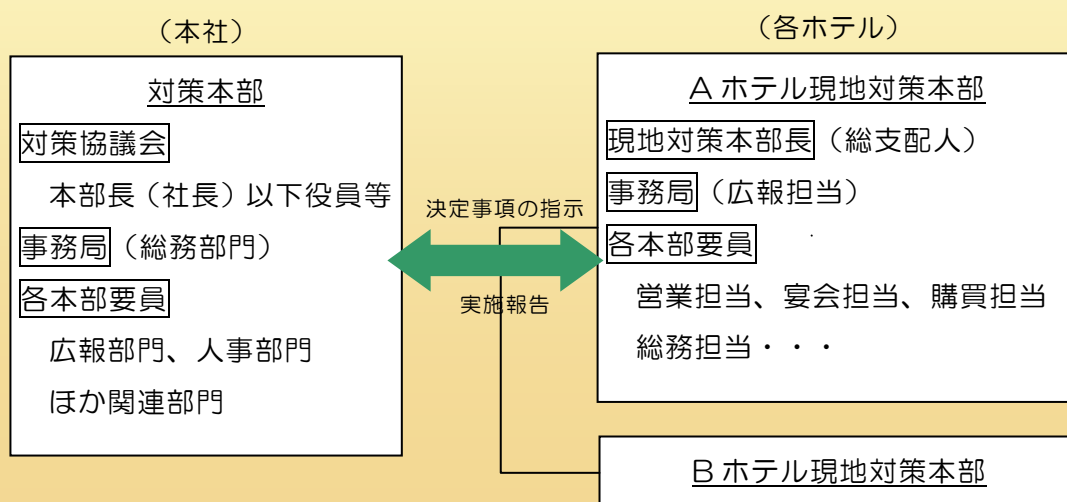 （本社）
対策本部
対策協議会
本部長（社長）以下役員等
事務局（総務部門）
各本部要員
広報部門、人事部門
ほか関連部門
決定事項の指示
実施報告
（各ホテル）
Ａホテル現地対策本部
現地対策本部長（総支配人）
事務局（広報担当）
各本部要員
営業担当、宴会担当、購買担当
総務担当・・・
Ｂホテル現地対策本部